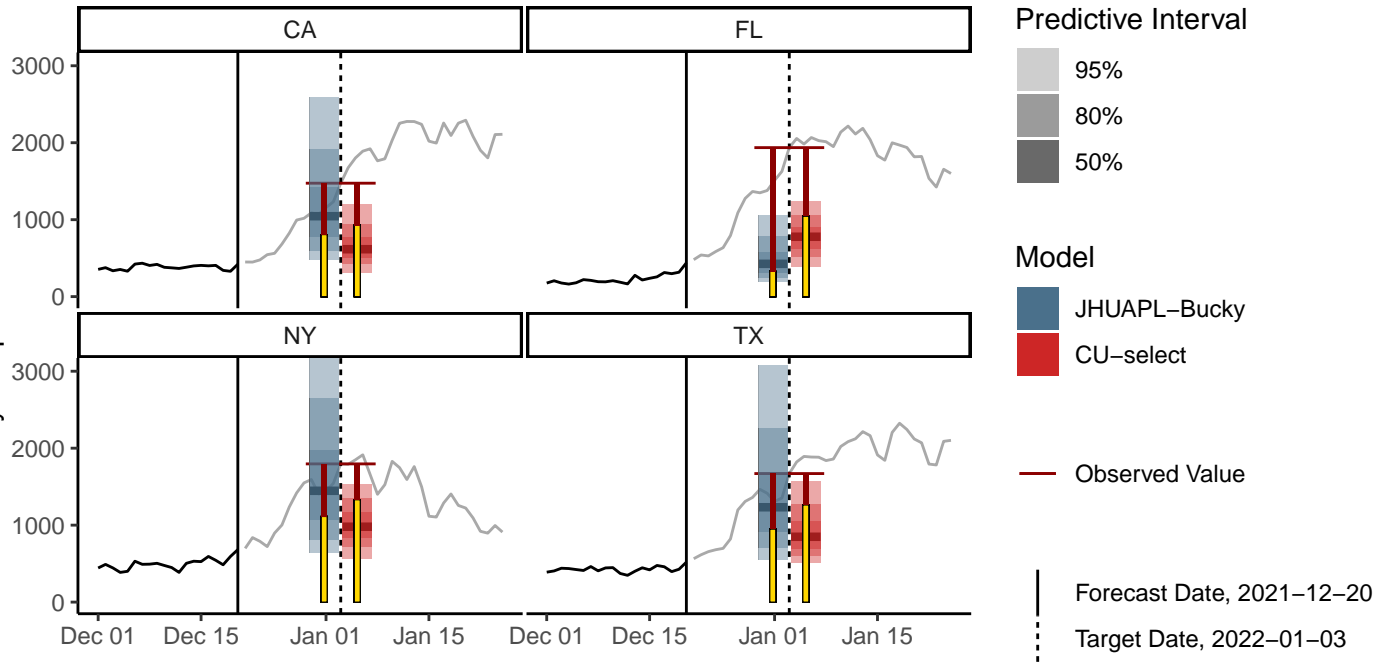 CA
FL
3000
2000
1000
0
NY
TX
3000
2000
1000
0
Dec 01
Dec 15
Jan 01
Jan 15
Dec 01
Dec 15
Jan 01
Jan 15
Predictive Interval
95%
80%
50%
Model
JHUAPL−Bucky
CU−select
Observed Value
Forecast Date, 2021−12−20
Target Date, 2022−01−03